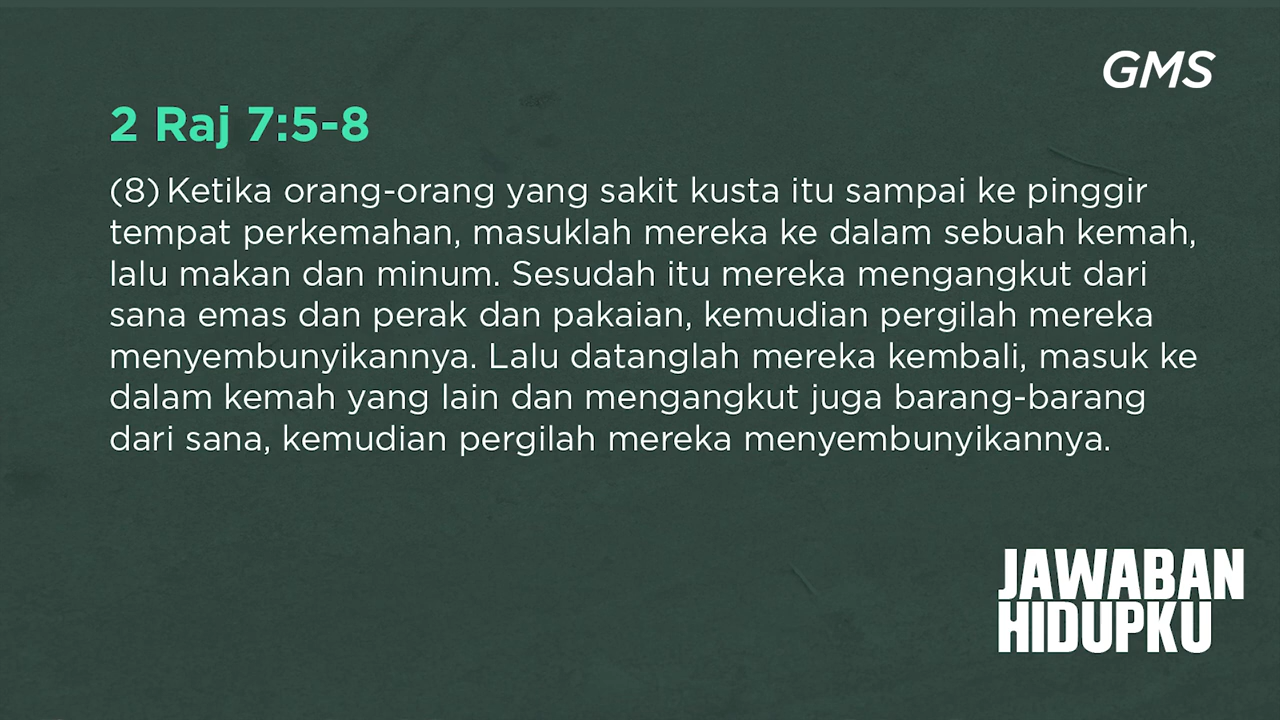 GMS
2 Raj 7:5-8
(8) Ketika orang-orang yang sakit kusta itu sampai ke pinggir
tempat perkemahan, masuklah mereka ke dalam sebuah kemah,
lalu makan dan minum. Sesudah itu mereka mengangkut dari
sana emas dan perak dan pakaian, kemudian pergilah mereka
menyembunyikannya. Lalu datanglah mereka kembali, masuk ke
dalam kemah yang lain dan mengangkut juga barang-barang
dari sana, kemudian pergilah mereka menyembunyikannya.
JAWABAN
HIDUPKU